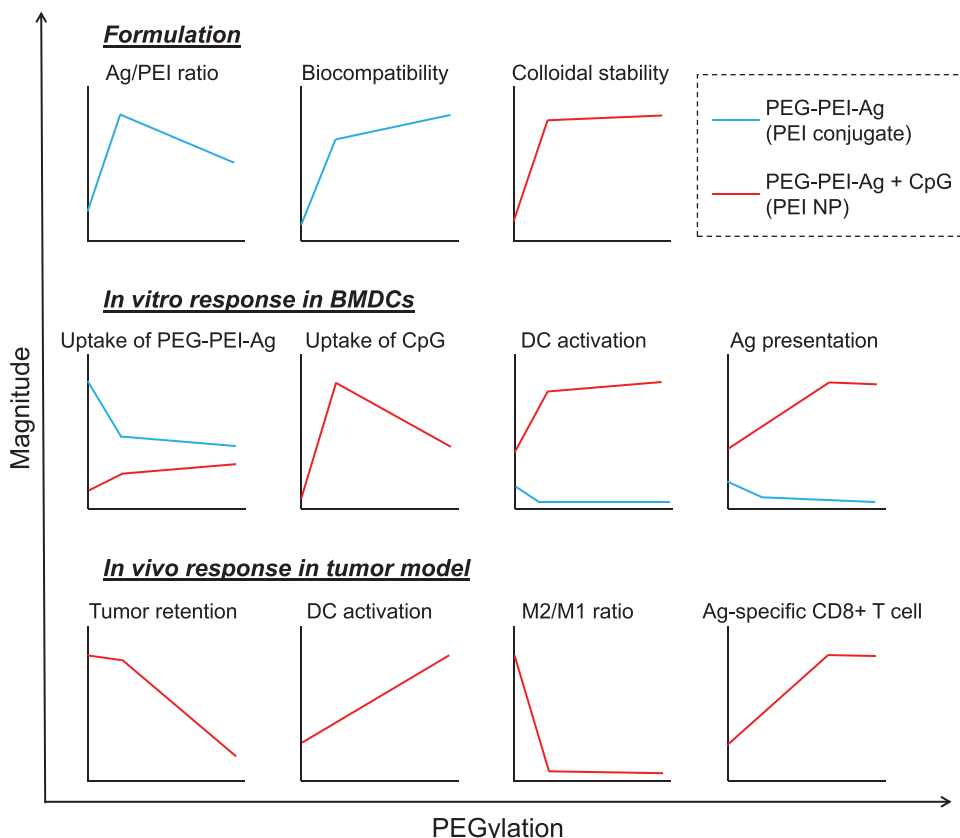 Formulation
Ag/PEI ratio
Biocompatibility
Colloidal stability
PEG-PEI-Ag
(PEI conjugate)
PEG-PEI-Ag + CpG
(PEI NP)
In vitro response in BMDCs
Uptake of PEG-PEI-Ag
Uptake of CpG
DC activation
Ag presentation
In vivo response in tumor model
Tumor retention
DC activation
M2/M1 ratio
Ag-specific CD8+ T cell
Magnitude
PEGylation